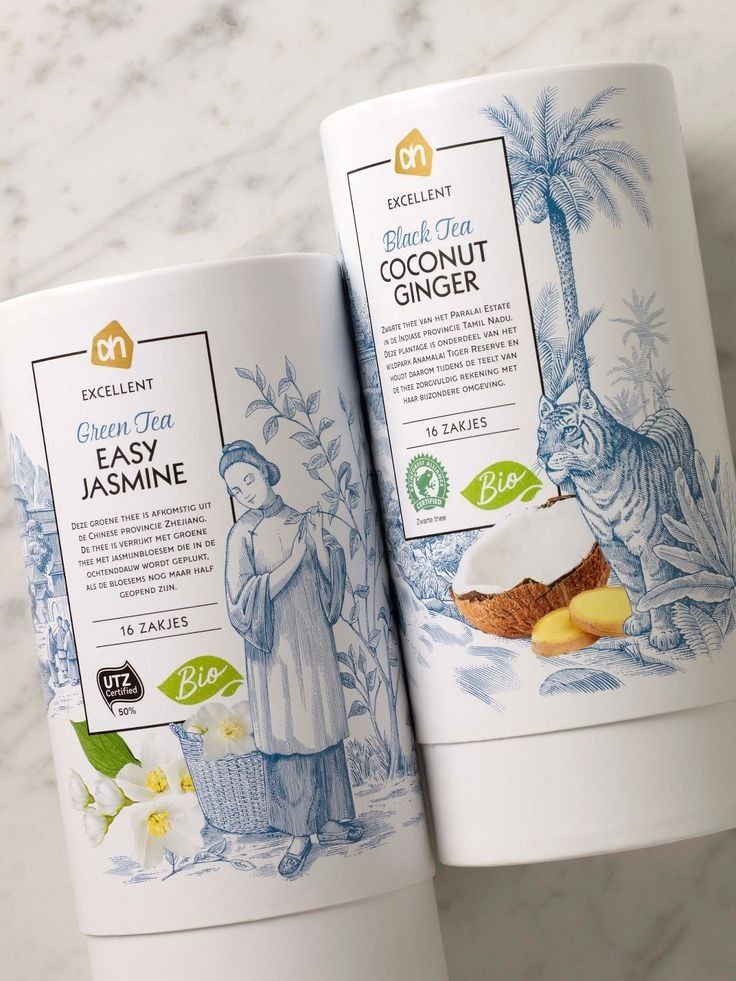 ah
EXCELLENT
Green Tea
EASY
JASMINE
DEZE GROENE THEE IS AFKOMSTIG UIT
DE CHINESE PROVINCIE ZHEJIANG.
DE THEE IS VERRIJKT MET GROENE
THEE MET JASMIJNBLOESEM DIE IN DE
OCHTENDDAUW WORDT GEPLUKT,
ALS DE BLOESEMS NOG MAAR HALF
GEOPEND ZIJN.
16 ZAKJES
UTZ
Certified
50%
Bio
ah
EXCELLENT
Black Tea
COCONUT
GINGER
ZWARTE THEE VAN HET PARALAI ESTATE
IN DE INDIASE PROVINCIE TAMIL NADU.
DEZE PLANTAGE IS ONDERDEEL VAN HET
WILDPARK ANAMALAI TIGER RESERVE EN
HOUDT DAAROM TIJDENS DE TEELT VAN
DE THEE ZORGVULDIG REKENING MET
HAAR BIJZONDERE OMGEVING.
16 ZAKJES
RAINFOREST ALLIANCE
CERTIFIED
Zwarte thee
Bio